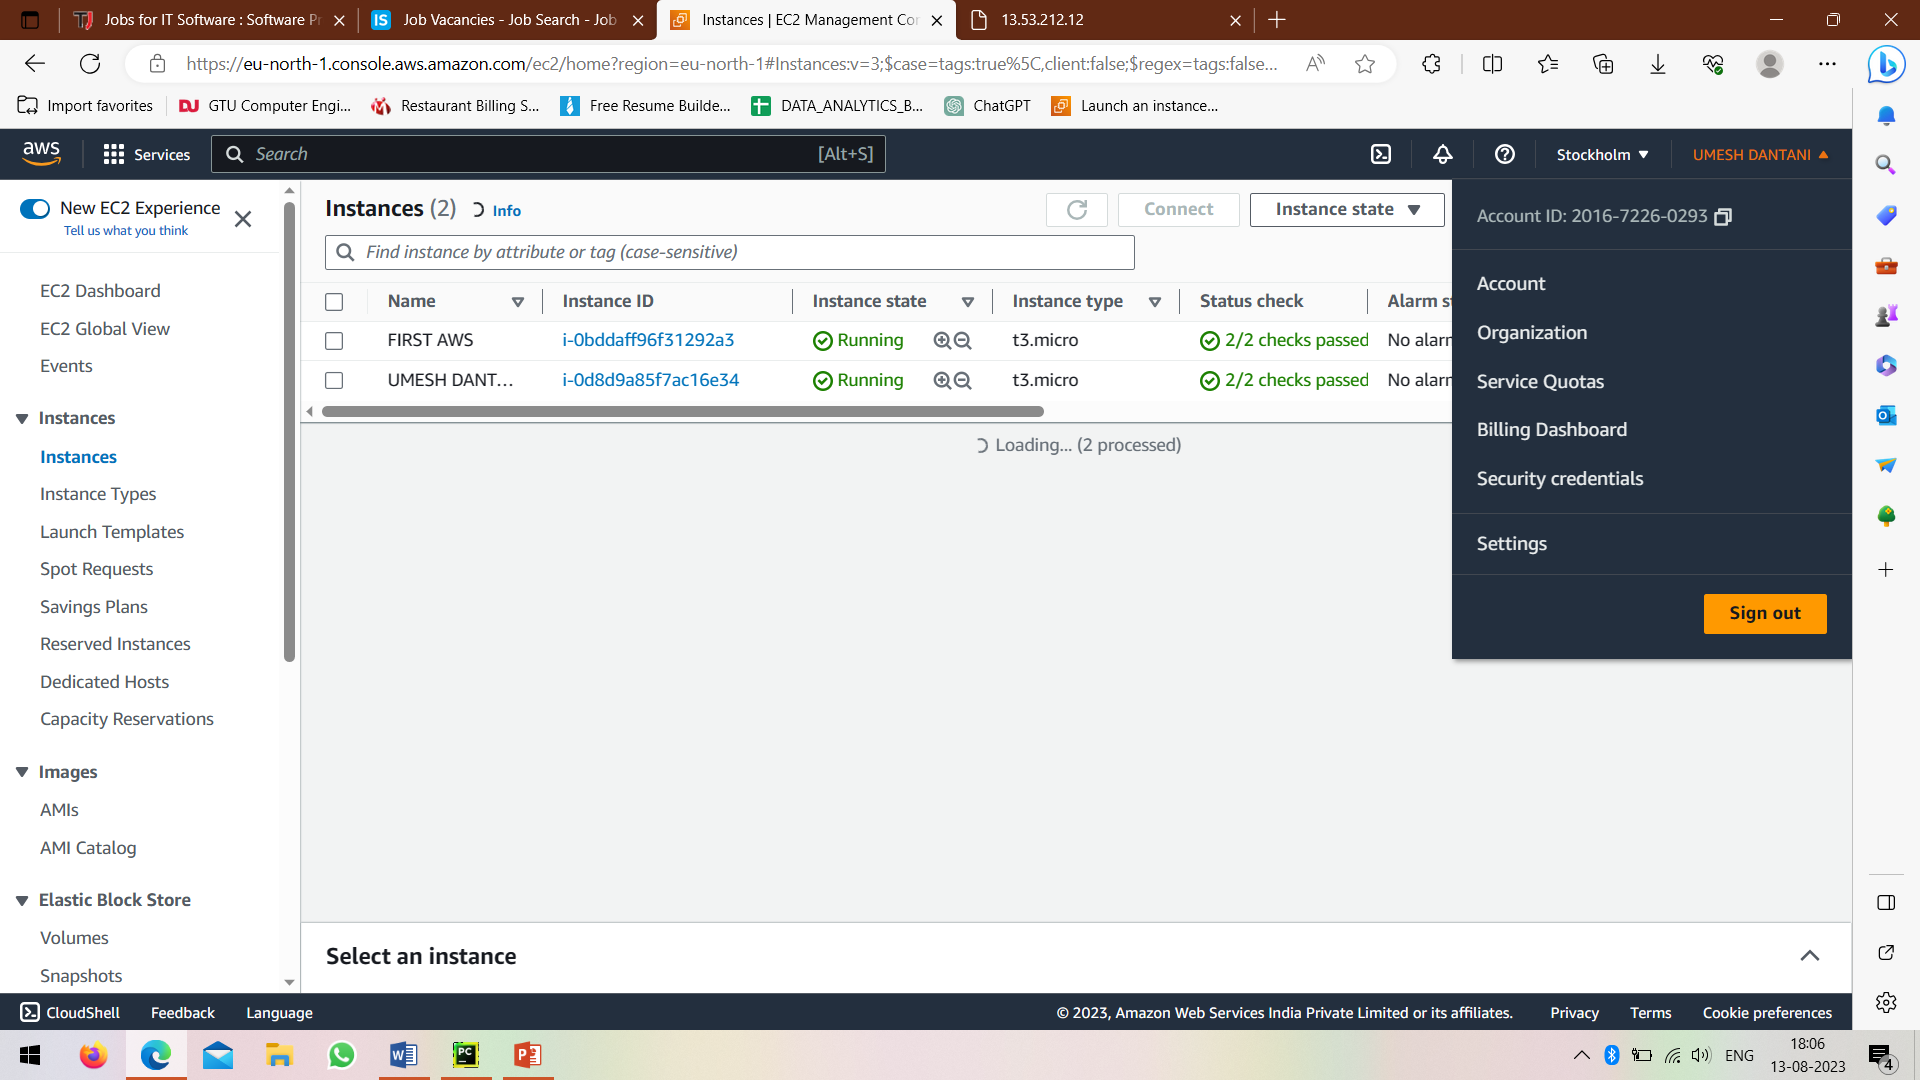 Jobs for IT Software : Software Pr
Job Vacancies - Job Search - Job
Instances | EC2 Management Con
13.53.212.12
https://eu-north-1.console.aws.amazon.com/ec2/home?region=eu-north-1#Instances:v=3;$case=tags:true%5C,client:false;$regex=tags:false...
Import favorites
GTU Computer Engi...
Restaurant Billing S...
Free Resume Builde...
DATA_ANALYTICS_B...
ChatGPT
Launch an instance...
aws
Services
Search
[Alt+S]
Stockholm
UMESH DANTANI
New EC2 Experience
Tell us what you think
EC2 Dashboard
EC2 Global View
Events
Instances
Instances
Instance Types
Launch Templates
Spot Requests
Savings Plans
Reserved Instances
Dedicated Hosts
Capacity Reservations
Images
AMIs
AMI Catalog
Elastic Block Store
Volumes
Snapshots
Instances (2) Info
Connect
Instance state
Find instance by attribute or tag (case-sensitive)
Name Instance ID Instance state Instance type Status check Alarm s
FIRST AWS i-0bddaff96f31292a3 Running t3.micro 2/2 checks passed No alarn
UMESH DANT... i-0d8d9a85f7ac16e34 Running t3.micro 2/2 checks passed No alarn
Loading... (2 processed)
Account ID: 2016-7226-0293
Account
Organization
Service Quotas
Billing Dashboard
Security credentials
Settings
Sign out
Select an instance
CloudShell
Feedback
Language
© 2023, Amazon Web Services India Private Limited or its affiliates.
Privacy
Terms
Cookie preferences
ENG
18:06
13-08-2023
4